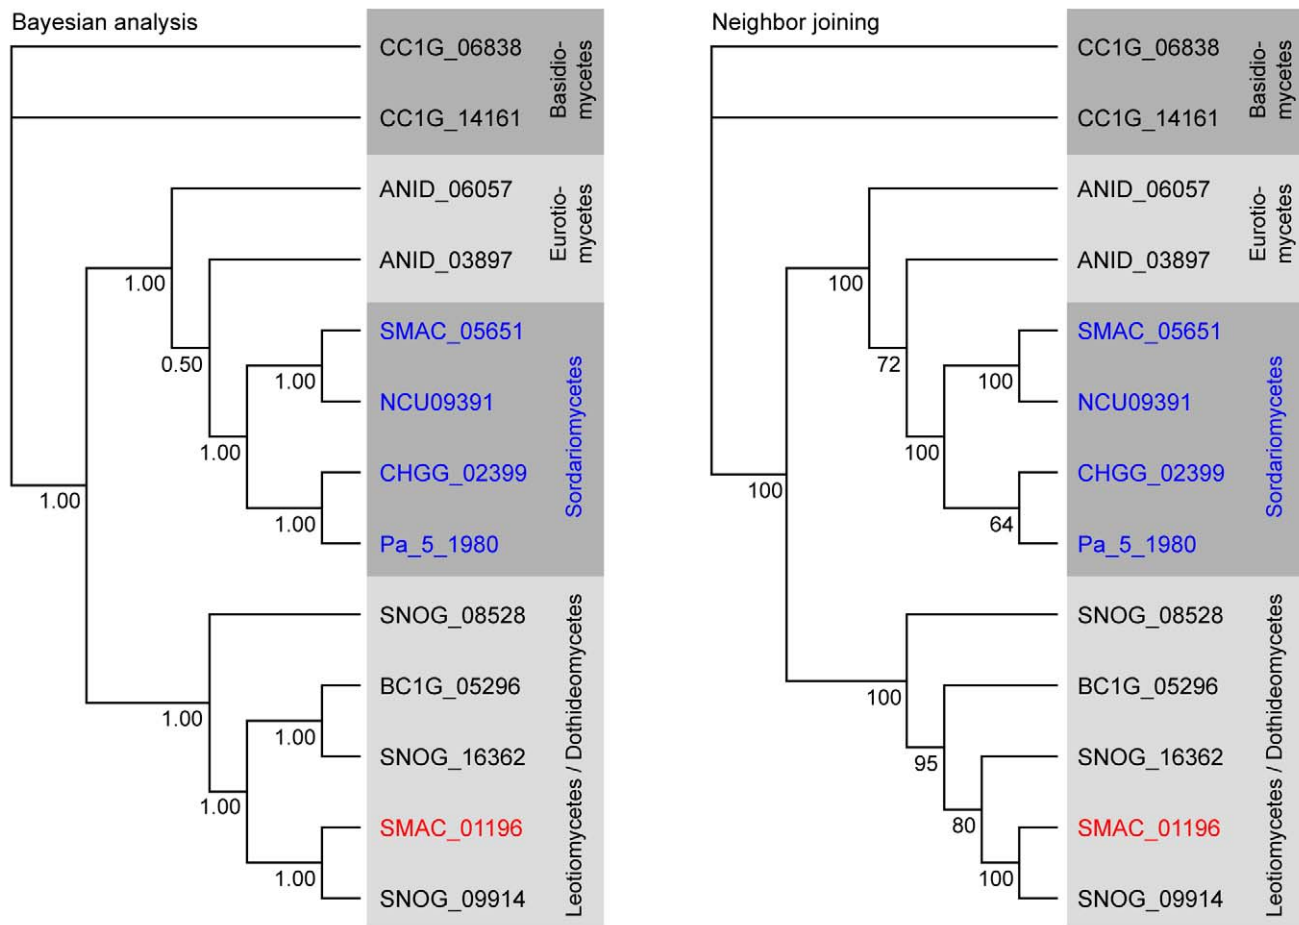 Bayesian analysis
CC1G_06838
CC1G_14161
Basidio-
mycetes
ANID_06057
ANID_03897
Eurotio-
mycetes
SMAC_05651
NCU09391
CHGG_02399
Pa_5_1980
Sordariomycetes
SNOG_08528
BC1G_05296
SNOG_16362
SMAC_01196
SNOG_09914
Leotiomycetes / Dothideomycetes
1.00
0.50
1.00
1.00
1.00
1.00
1.00
1.00
1.00
1.00
Neighbor joining
CC1G_06838
CC1G_14161
Basidio-
mycetes
ANID_06057
ANID_03897
Eurotio-
mycetes
SMAC_05651
NCU09391
CHGG_02399
Pa_5_1980
Sordariomycetes
SNOG_08528
BC1G_05296
SNOG_16362
SMAC_01196
SNOG_09914
Leotiomycetes / Dothideomycetes
100
72
100
100
100
64
100
95
80
100